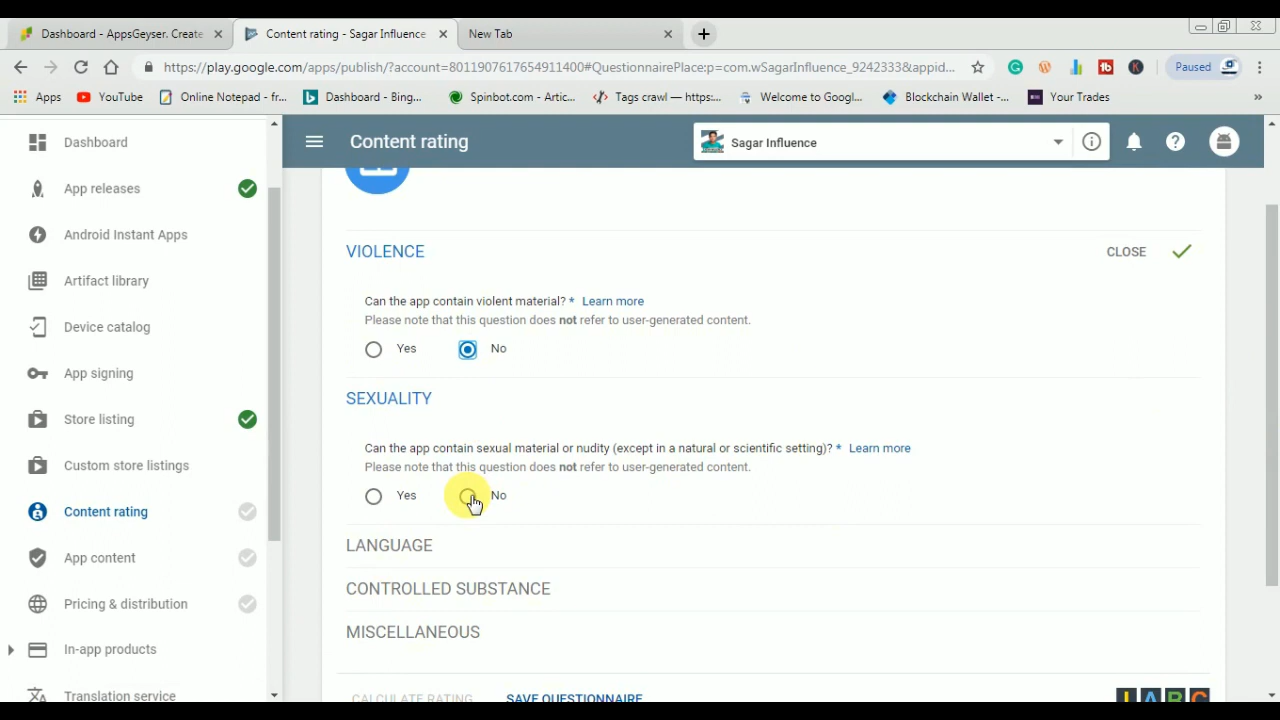 Dashboard - AppsGeyser. Create
Content rating - Sagar Influence
New Tab
https://play.google.com/apps/publish/?account=8011907617654911400#QuestionnairePlace:p=com.wSagarInfluence_9242333&appid...
Paused
Apps
YouTube
Online Notepad - fr...
Dashboard - Bing...
Spinbot.com - Artic...
Tags crawl — https:...
Welcome to Googl...
Blockchain Wallet -...
Your Trades
»
Dashboard
App releases
Android Instant Apps
Artifact library
Device catalog
App signing
Store listing
Custom store listings
Content rating
App content
Pricing & distribution
In-app products
Translation service
Content rating
Sagar Influence
VIOLENCE
CLOSE
Can the app contain violent material? * Learn more
Please note that this question does not refer to user-generated content.
Yes No
SEXUALITY
Can the app contain sexual material or nudity (except in a natural or scientific setting)? * Learn more
Please note that this question does not refer to user-generated content.
Yes No
LANGUAGE
CONTROLLED SUBSTANCE
MISCELLANEOUS
CALCULATE RATING SAVE QUESTIONNAIRE
IARC